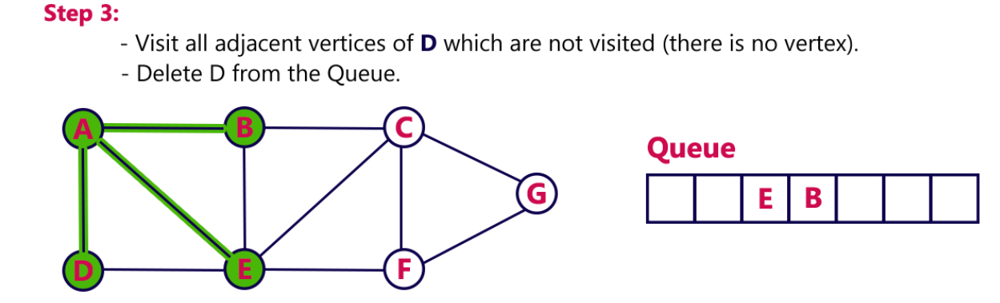 Step 3:
- Visit all adjacent vertices of D which are not visited (there is no vertex).
- Delete D from the Queue.
A B C
Queue
G
E B
D E F